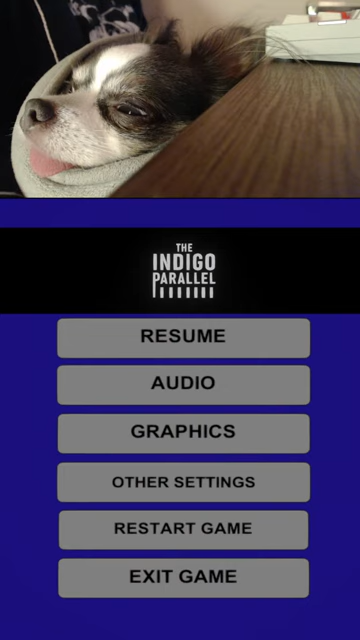 THE
INDIGO
PARALLEL
RESUME
AUDIO
GRAPHICS
OTHER SETTINGS
RESTART GAME
EXIT GAME